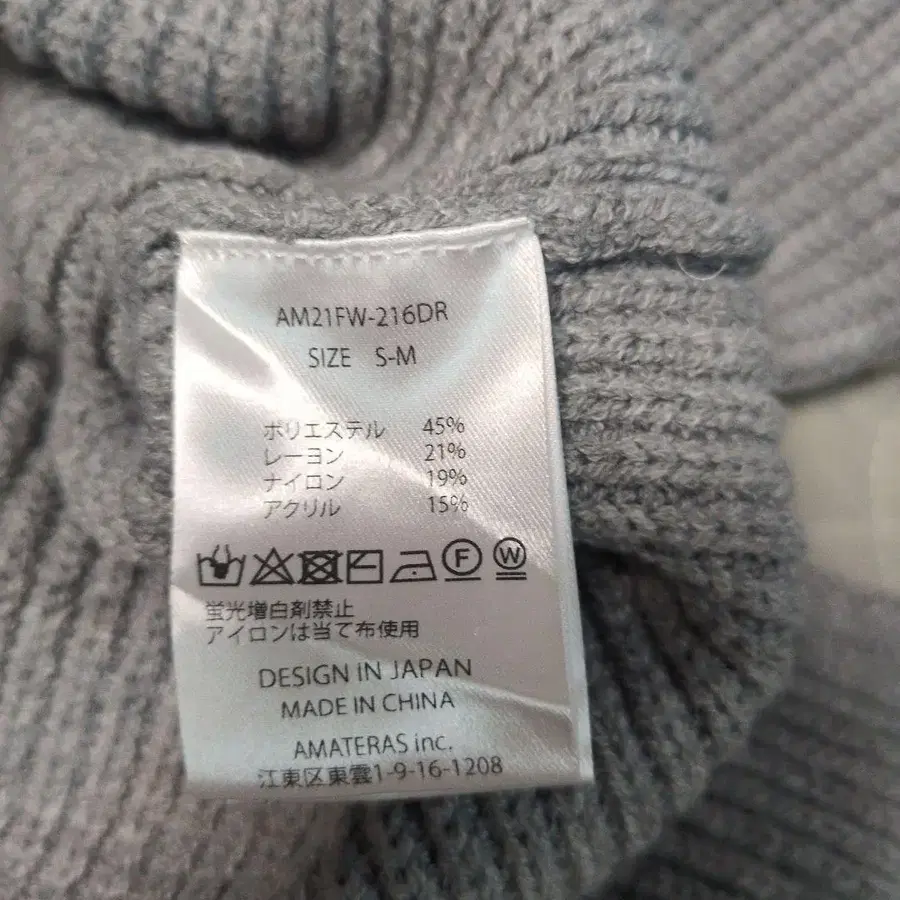 AM21FW-216DR
SIZE S-M
ポリエステル 45%
レーヨン 21%
ナイロン 19%
アクリル 15%
F W
蛍光増白剤禁止
アイロンは当て布使用
DESIGN IN JAPAN
MADE IN CHINA
AMATERAS inc.
江東区東雲1-9-16-1208